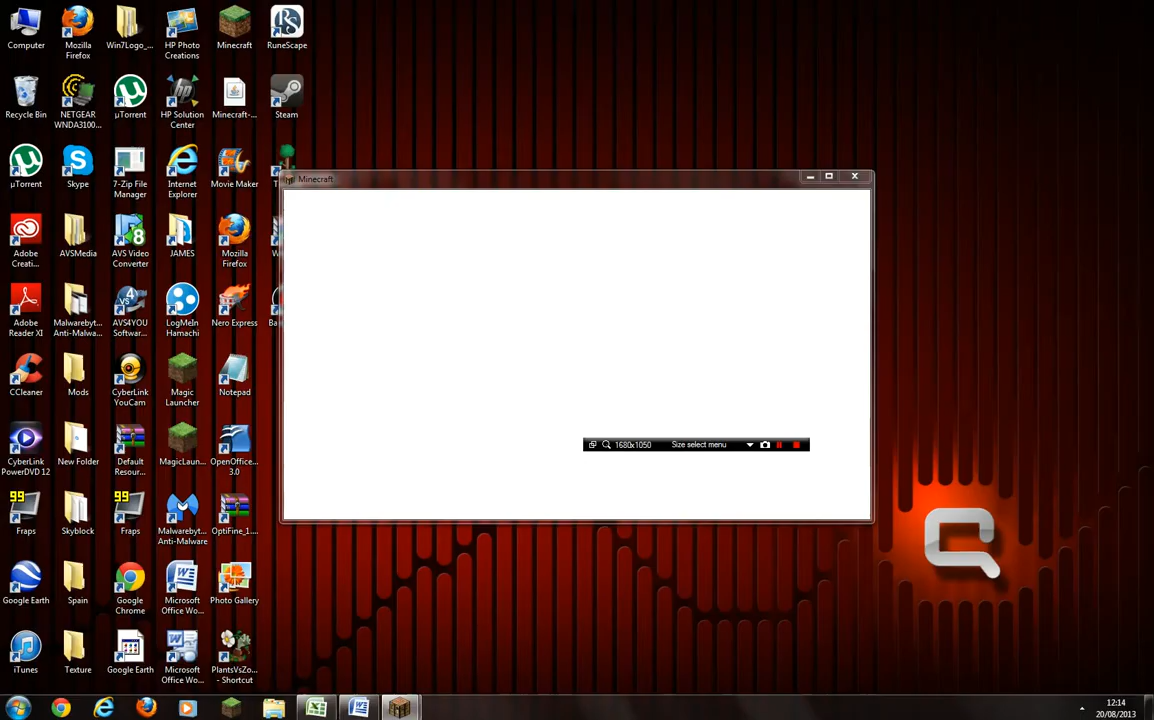 Computer
Mozilla
Firefox
Win7Logo_...
HP Photo
Creations
Minecraft
RuneScape
Recycle Bin
NETGEAR
WNDA3100...
µTorrent
HP Solution
Center
Minecraft-...
Steam
µTorrent
Skype
7-Zip File
Manager
Internet
Explorer
Movie Maker
Minecraft
Adobe
Creati...
AVSMedia
AVS Video
Converter
JAMES
Mozilla
Firefox
Adobe
Reader XI
Malwarebyt...
Anti-Malwa...
AVS4YOU
Softwar...
LogMeIn
Hamachi
Nero Express
CCleaner
Mods
CyberLink
YouCam
Magic
Launcher
Notepad
1680x1050
Size select menu
CyberLink
PowerDVD 12
New Folder
Default
Resour...
MagicLaun...
OpenOffice...
3.0
99
Fraps
Skyblock
99
Fraps
Malwarebyt...
Anti-Malware
OptiFine_1....
Google Earth
Spain
Google
Chrome
Microsoft
Office Wo...
Photo Gallery
iTunes
Texture
Google Earth
Microsoft
Office Wo...
PlantsVsZo...
- Shortcut
12:14
20/08/2013